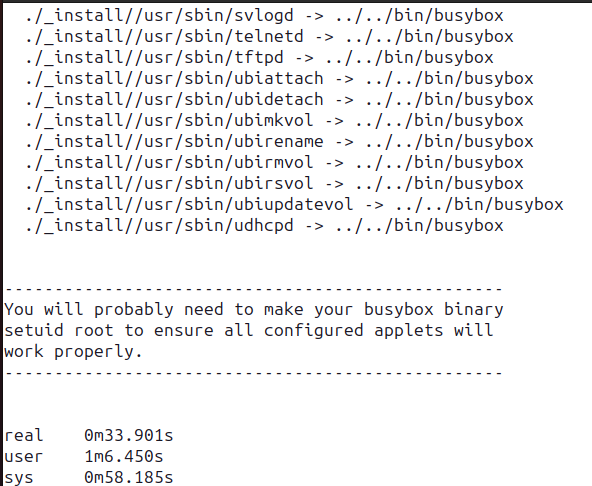 ./_install//usr/sbin/svlogd -> ../../bin/busybox
./_install//usr/sbin/telnetd -> ../../bin/busybox
./_install//usr/sbin/tftpd -> ../../bin/busybox
./_install//usr/sbin/ubiattach -> ../../bin/busybox
./_install//usr/sbin/ubidetach -> ../../bin/busybox
./_install//usr/sbin/ubimkvol -> ../../bin/busybox
./_install//usr/sbin/ubirename -> ../../bin/busybox
./_install//usr/sbin/ubirmvol -> ../../bin/busybox
./_install//usr/sbin/ubirsvol -> ../../bin/busybox
./_install//usr/sbin/ubiupdatevol -> ../../bin/busybox
./_install//usr/sbin/udhcpd -> ../../bin/busybox
--------------------------------------------------
You will probably need to make your busybox binary
setuid root to ensure all configured applets will
work properly.
--------------------------------------------------
real    0m33.901s
user    1m6.450s
sys     0m58.185s